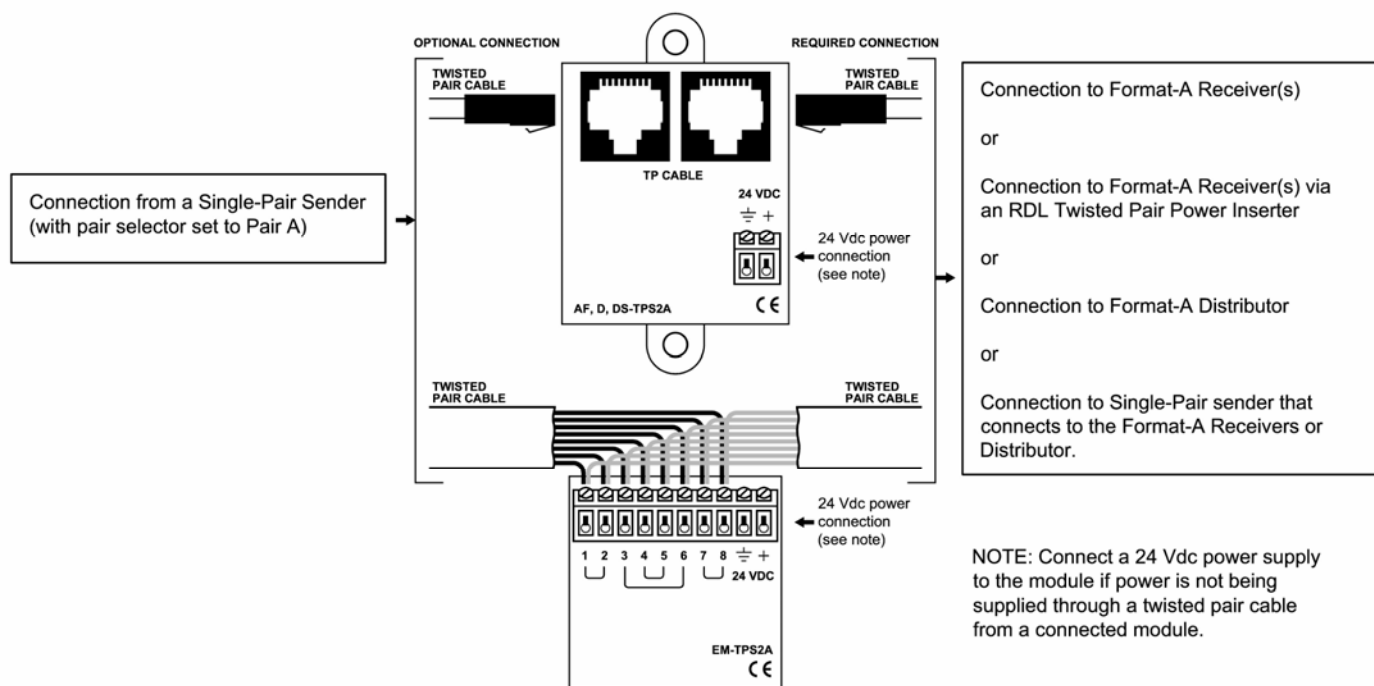 OPTIONAL CONNECTION
REQUIRED CONNECTION
TWISTED
PAIR CABLE
TWISTED
PAIR CABLE
TP CABLE
24 VDC
+
24 Vdc power
connection
(see note)
AF, D, DS-TPS2A
CE
Connection from a Single-Pair Sender
(with pair selector set to Pair A)
Connection to Format-A Receiver(s)
or
Connection to Format-A Receiver(s) via
an RDL Twisted Pair Power Inserter
or
Connection to Format-A Distributor
or
Connection to Single-Pair sender that
connects to the Format-A Receivers or
Distributor.
TWISTED
PAIR CABLE
TWISTED
PAIR CABLE
24 Vdc power
connection
(see note)
1 2 3 4 5 6 7 8 +
24 VDC
EM-TPS2A
CE
NOTE: Connect a 24 Vdc power supply
to the module if power is not being
supplied through a twisted pair cable
from a connected module.